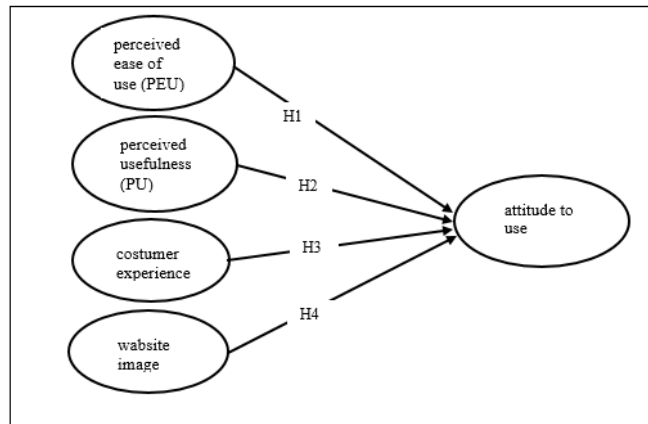 perceived
ease of
use (PEU)
H1
perceived
usefulness
(PU)
H2
attitude to
use
costumer
experience
H3
H4
wabsite
image